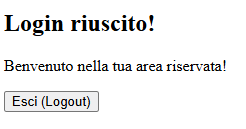 Login riuscito!
Benvenuto nella tua area riservata!
Esci (Logout)